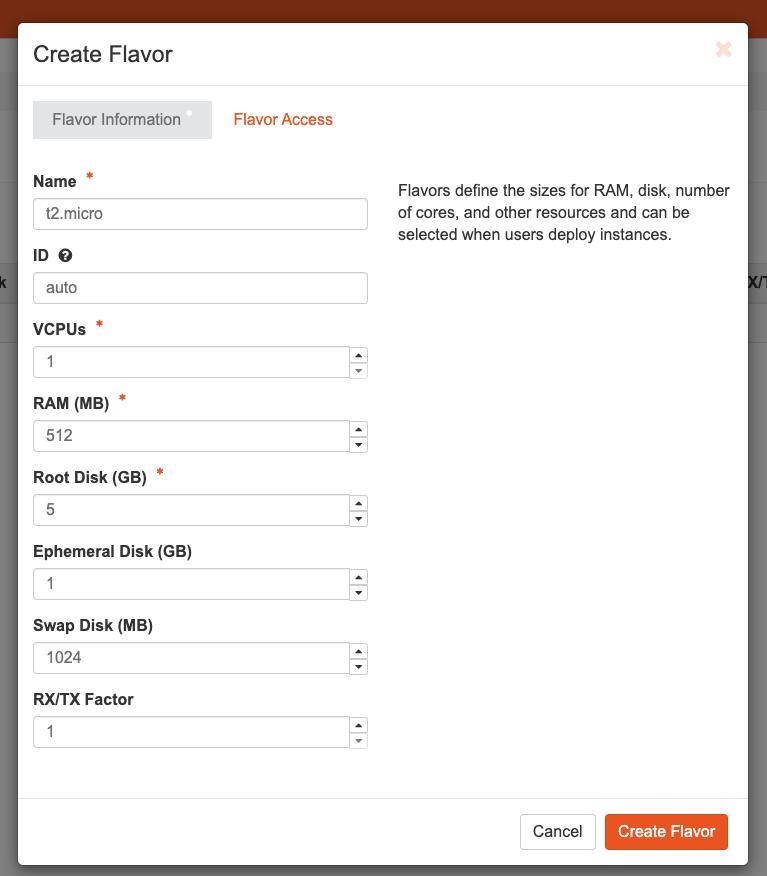 Create Flavor
Flavor Information
Flavor Access
Name *
t2.micro
ID
auto
VCPUs *
1
RAM (MB) *
512
Root Disk (GB) *
5
Ephemeral Disk (GB)
1
Swap Disk (MB)
1024
RX/TX Factor
1
Flavors define the sizes for RAM, disk, number
of cores, and other resources and can be
selected when users deploy instances.
k
X/T
Cancel
Create Flavor